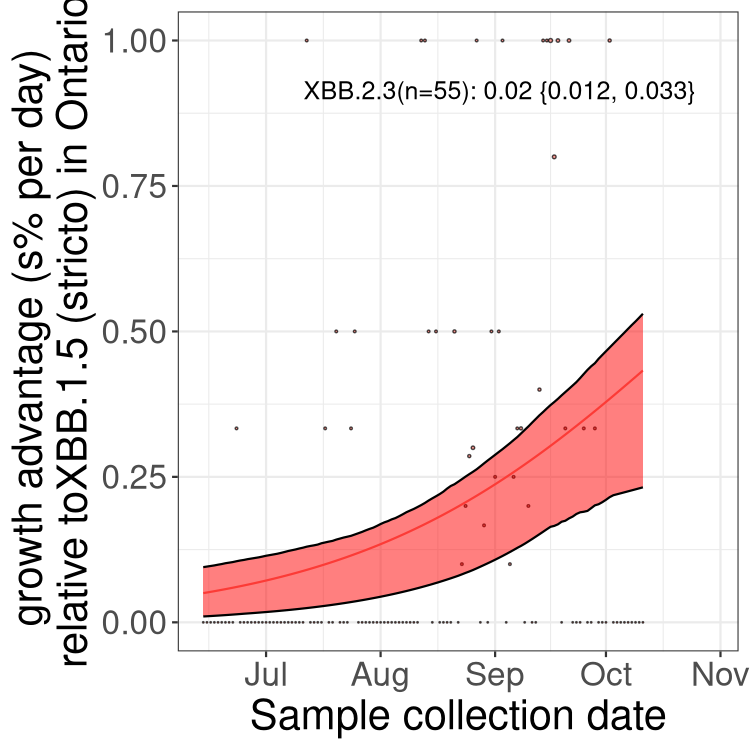 growth advantage (s% per day)
relative toXBB.1.5 (stricto) in Ontario
1.00
XBB.2.3(n=55): 0.02 {0.012, 0.033}
0.75
0.50
0.25
0.00
Jul Aug Sep Oct Nov
Sample collection date